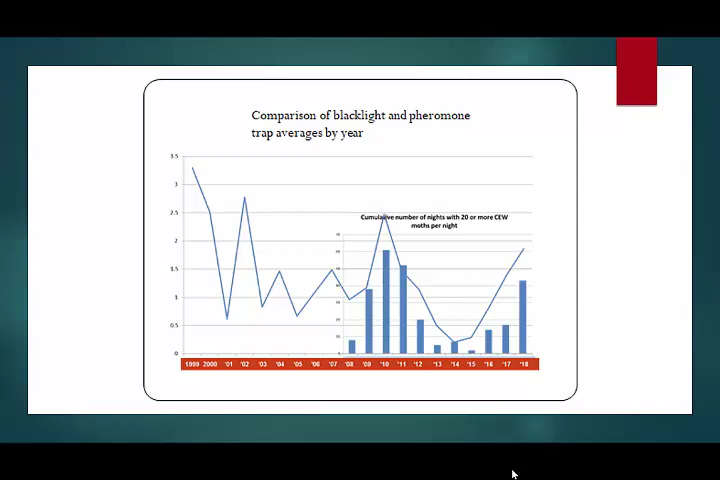 Comparison of blacklight and pheromone
trap averages by year
3.5
3
2.5
2
1.5
1
0.5
0
Cumulative number of nights with 20 or more CEW
moths per night
1999 2000 '01 '02 '03 '04 '05 '06 '07 '08 '09 '10 '11 '12 '13 '14 '15 '16 '17 '18